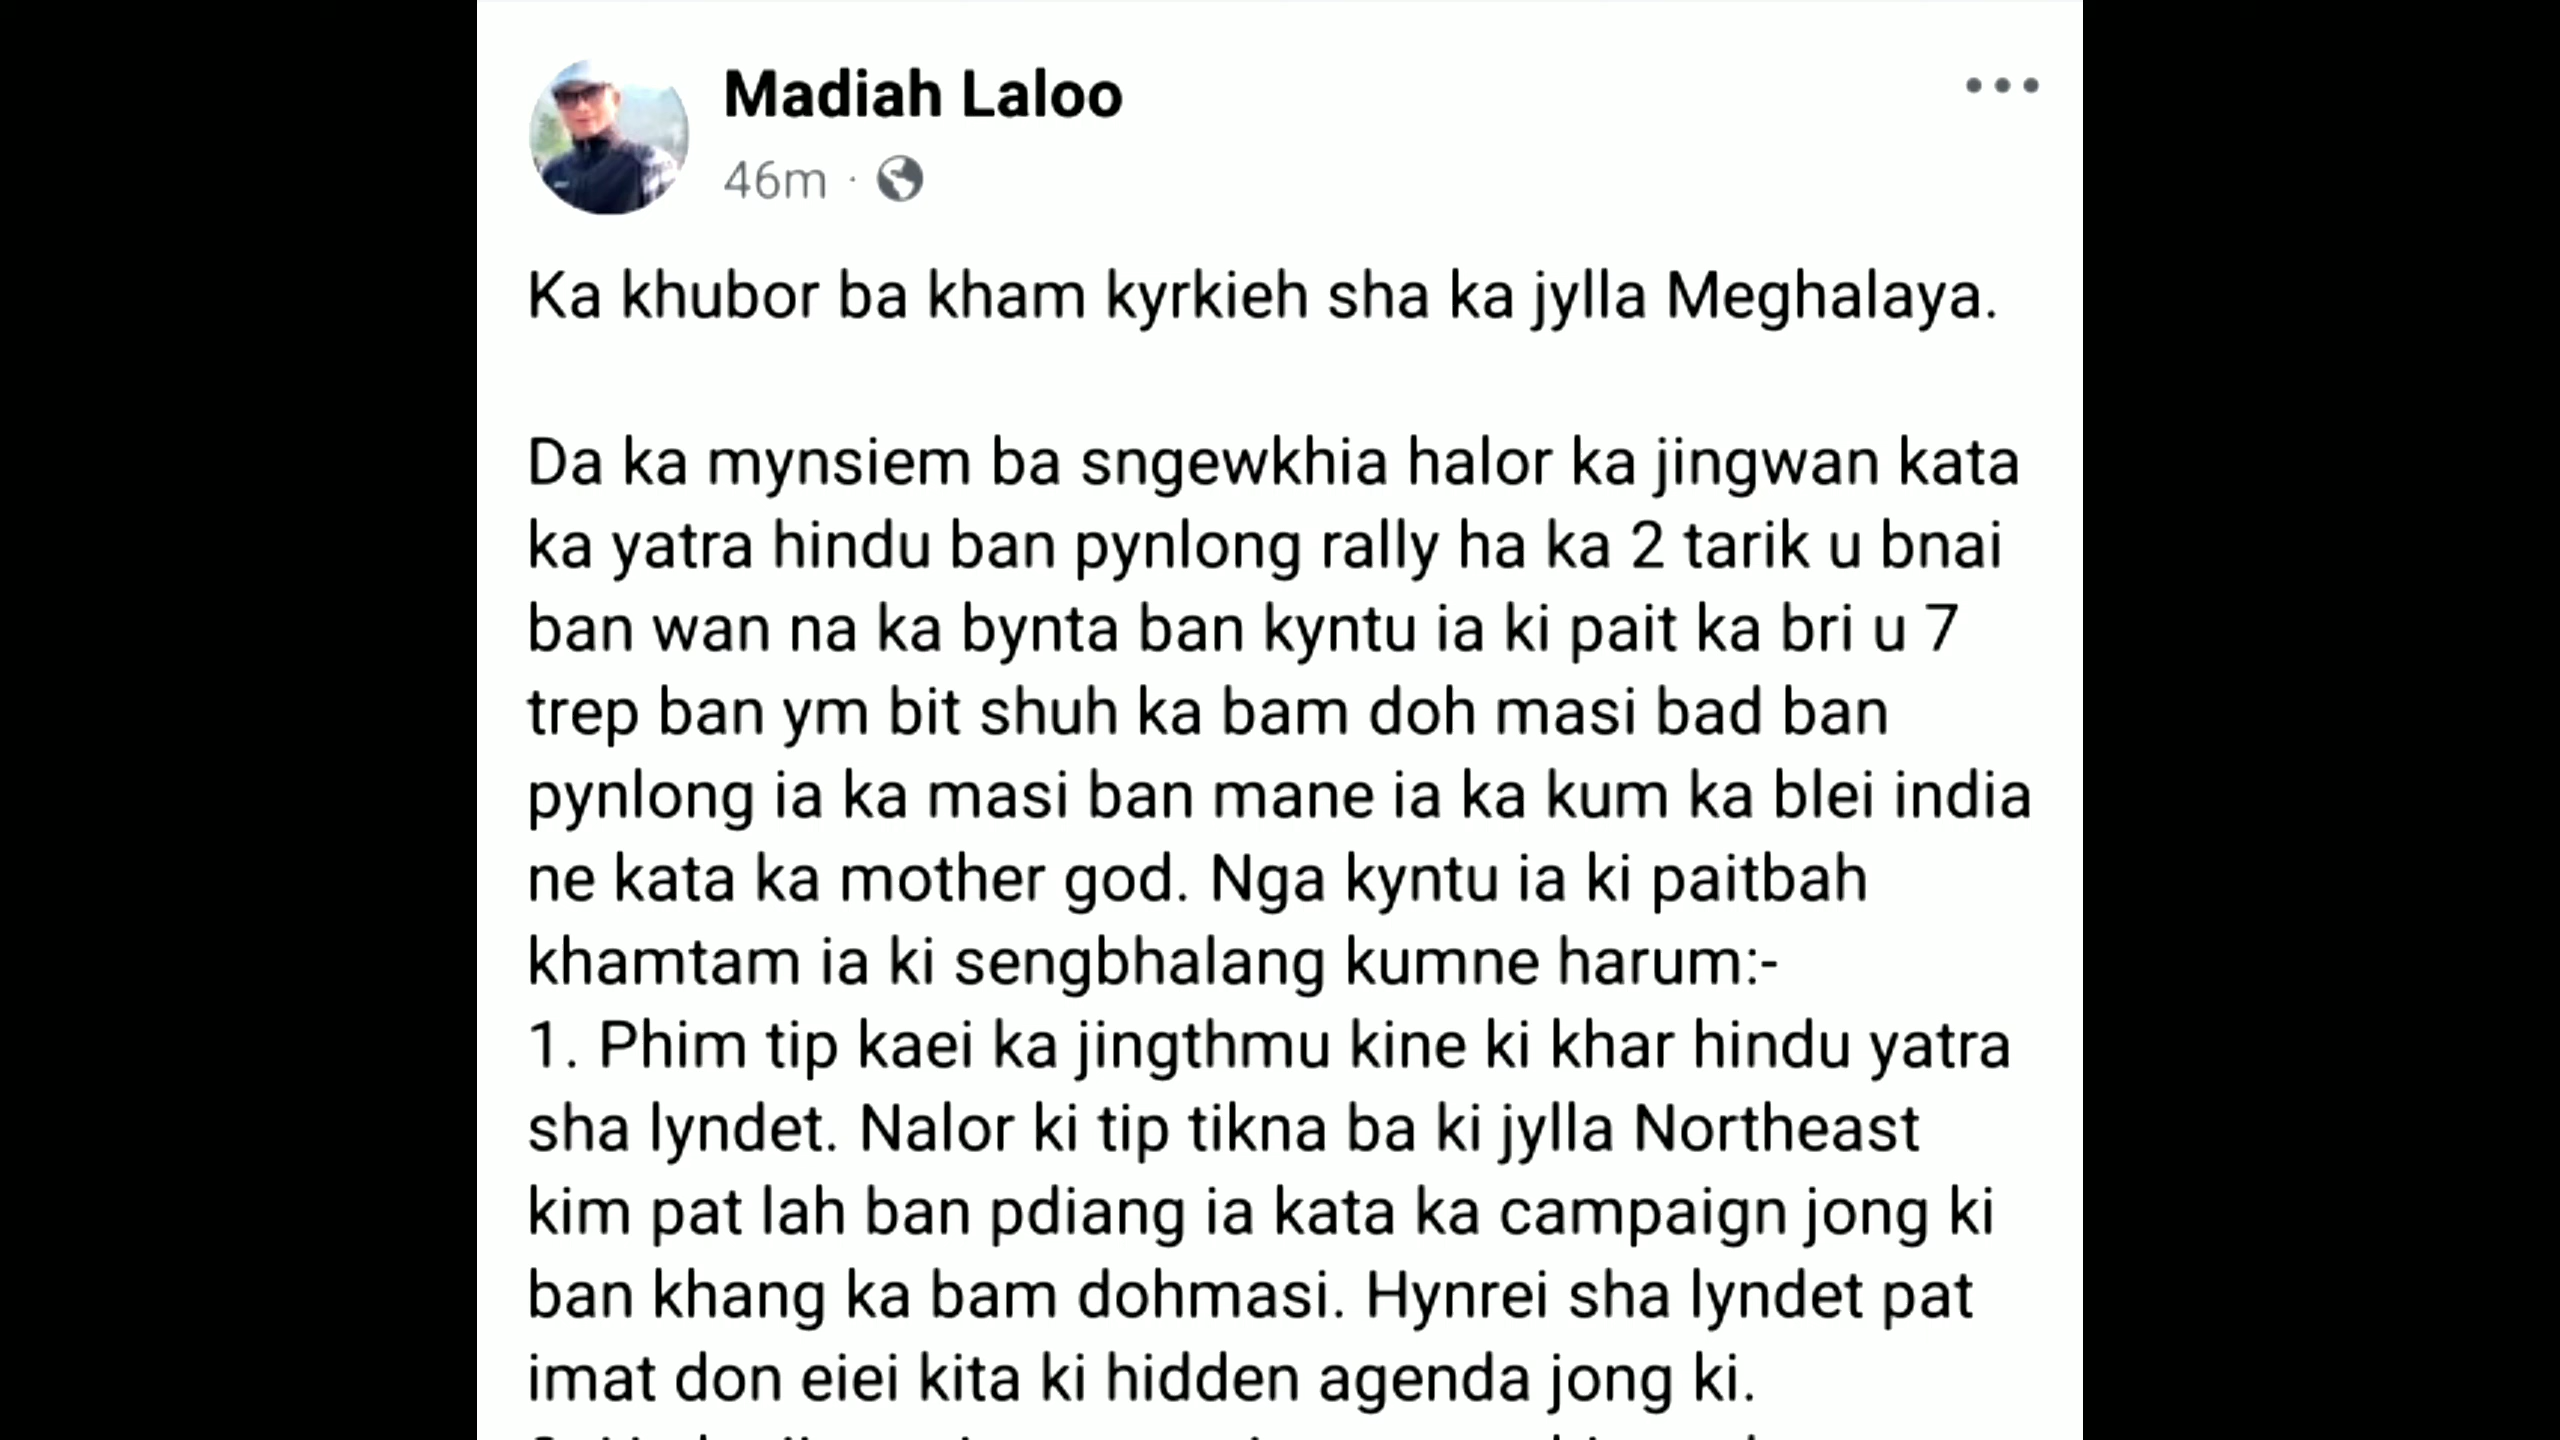 Madiah Laloo
46m ·
Ka khubor ba kham kyrkieh sha ka jylla Meghalaya.
Da ka mynsiem ba sngewkhia halor ka jingwan kata
ka yatra hindu ban pynlong rally ha ka 2 tarik u bnai
ban wan na ka bynta ban kyntu ia ki pait ka bri u 7
trep ban ym bit shuh ka bam doh masi bad ban
pynlong ia ka masi ban mane ia ka kum ka blei india
ne kata ka mother god. Nga kyntu ia ki paitbah
khamtam ia ki sengbhalang kumne harum:-
1. Phim tip kaei ka jingthmu kine ki khar hindu yatra
sha lyndet. Nalor ki tip tikna ba ki jylla Northeast
kim pat lah ban pdiang ia kata ka campaign jong ki
ban khang ka bam dohmasi. Hynrei sha lyndet pat
imat don eiei kita ki hidden agenda jong ki.